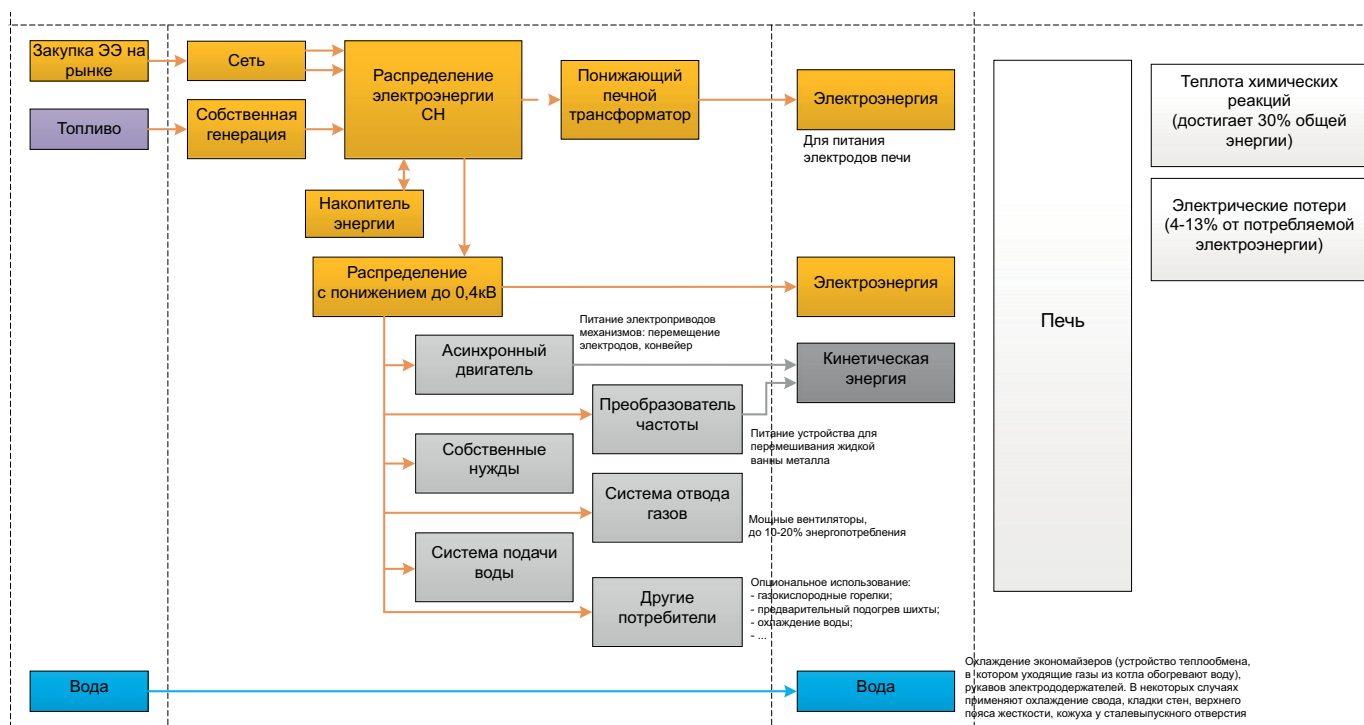 Закупка ЭЭ на
рынке
Сеть
Распределение
электроэнергии
СН
Понижающий
печной
трансформатор
Электроэнергия
Для питания
электродов печи
Топливо
Собственная
генерация
Накопитель
энергии
Распределение
с понижением до 0,4кВ
Электроэнергия
Питание электроприводов
механизмов: перемещение
электродов, конвейер
Асинхронный
двигатель
Кинетическая
энергия
Преобразователь
частоты
Питание устройства для
перемешивания жидкой
ванны металла
Собственные
нужды
Система отвода
газов
Мощные вентиляторы,
до 10-20% энергопотребления
Система подачи
воды
Другие
потребители
Опциональное использование:
- газокислородные горелки;
- предварительный подогрев шихты;
- охлаждение воды;
- ...
Вода
Вода
Печь
Теплота химических
реакций
(достигает 30% общей
энергии)
Электрические потери
(4-13% от потребляемой
электроэнергии)
Охлаждение экономайзеров (устройство теплообмена,
в котором уходящие газы из котла обогревают воду),
рукавов электрододержателей. В некоторых случаях
применяют охлаждение свода, кладки стен, верхнего
пояса жесткости, кожуха у сталевыпускного отверстия